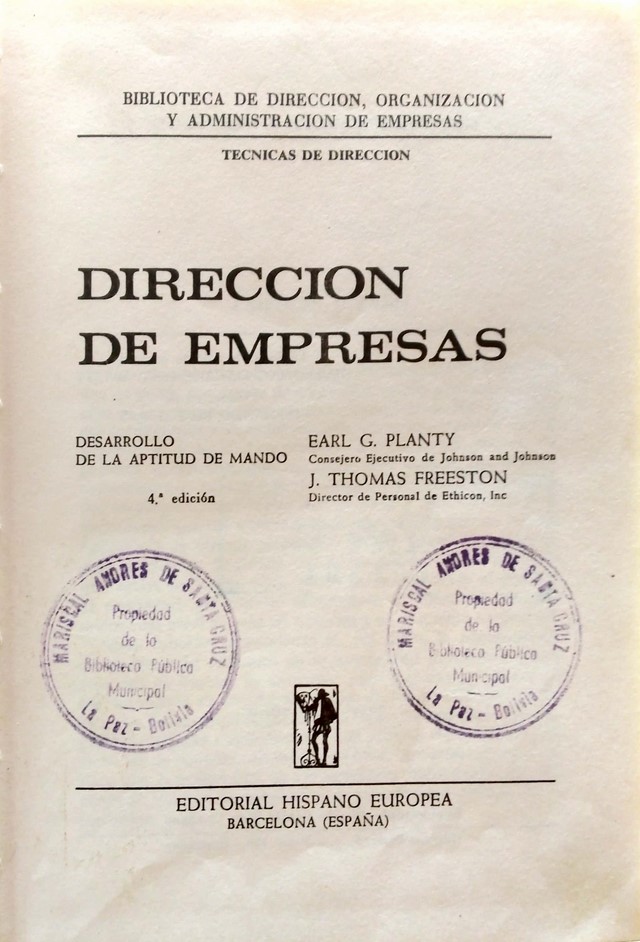 BIBLIOTECA DE DIRECCION, ORGANIZACION
Y ADMINISTRACION DE EMPRESAS
TECNICAS DE DIRECCION
DIRECCION
DE EMPRESAS
DESARROLLO
DE LA APTITUD DE MANDO
4.ª edición
EARL G. PLANTY
Consejero Ejecutivo de Johnson and Johnson
J. THOMAS FREESTON
Director de Personal de Ethicon, Inc
MARISCAL ANDRES DE SANTA CRUZ
Propiedad
de la
Biblioteca Pública
Municipal
La Paz - Bolivia
MARISCAL ANDRES DE SANTA CRUZ
Propiedad
de la
Biblioteca Pública
Municipal
La Paz - Bolivia
EDITORIAL HISPANO EUROPEA
BARCELONA (ESPAÑA)